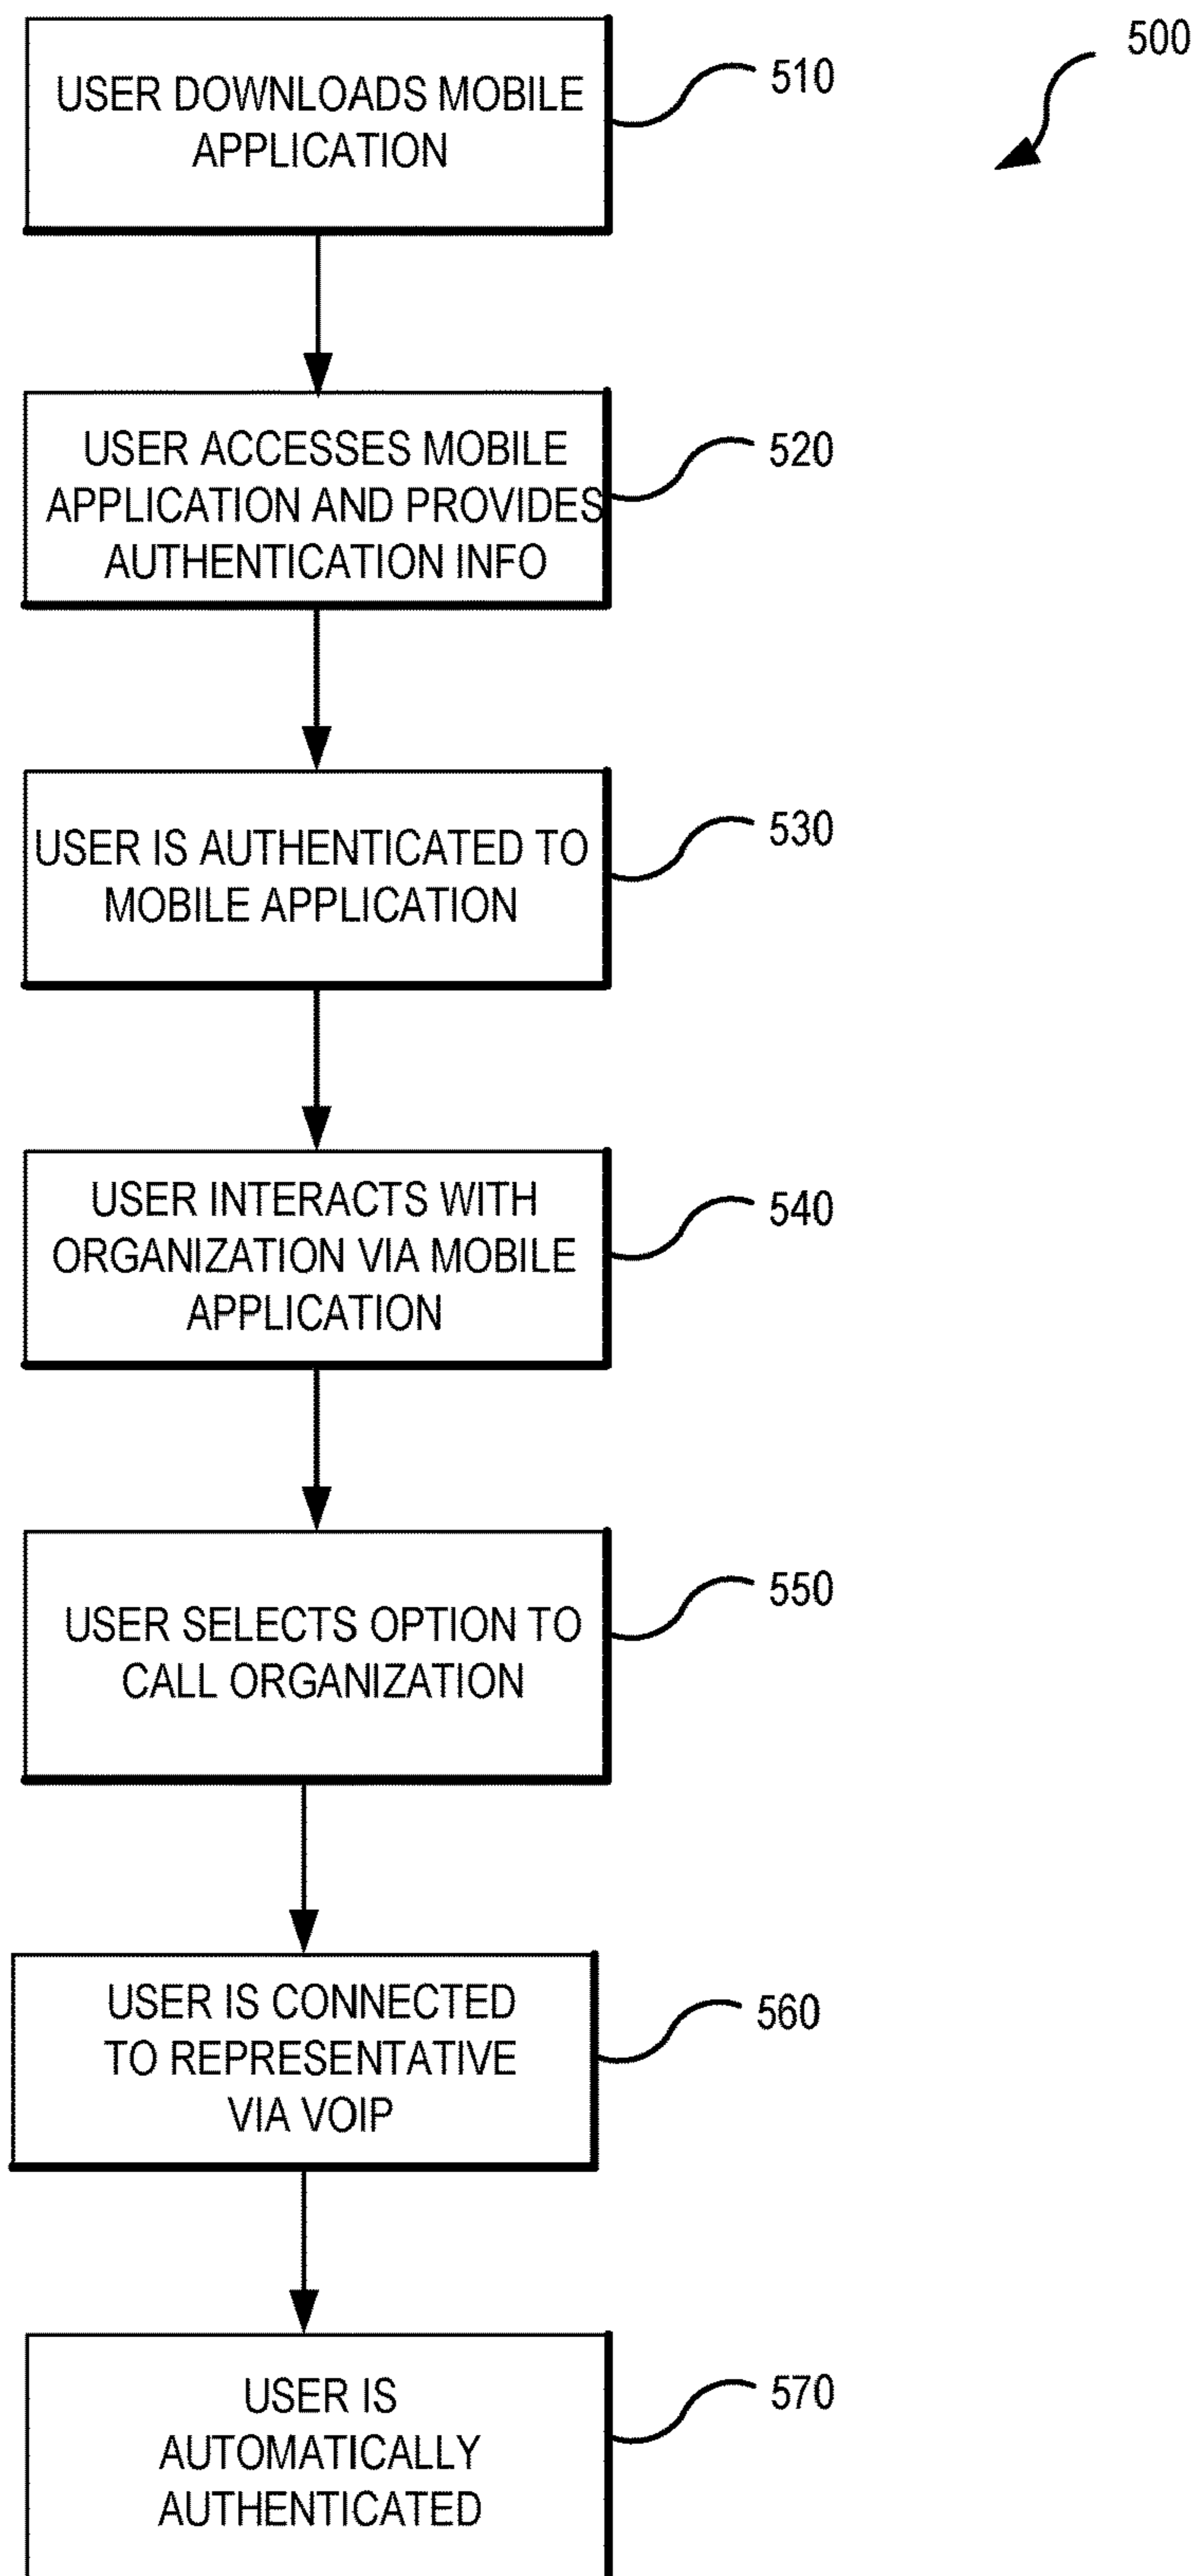 500
USER DOWNLOADS MOBILE
APPLICATION
510
USER ACCESSES MOBILE
APPLICATION AND PROVIDES
AUTHENTICATION INFO
520
USER IS AUTHENTICATED TO
MOBILE APPLICATION
530
USER INTERACTS WITH
ORGANIZATION VIA MOBILE
APPLICATION
540
USER SELECTS OPTION TO
CALL ORGANIZATION
550
USER IS CONNECTED
TO REPRESENTATIVE
VIA VOIP
560
USER IS
AUTOMATICALLY
AUTHENTICATED
570